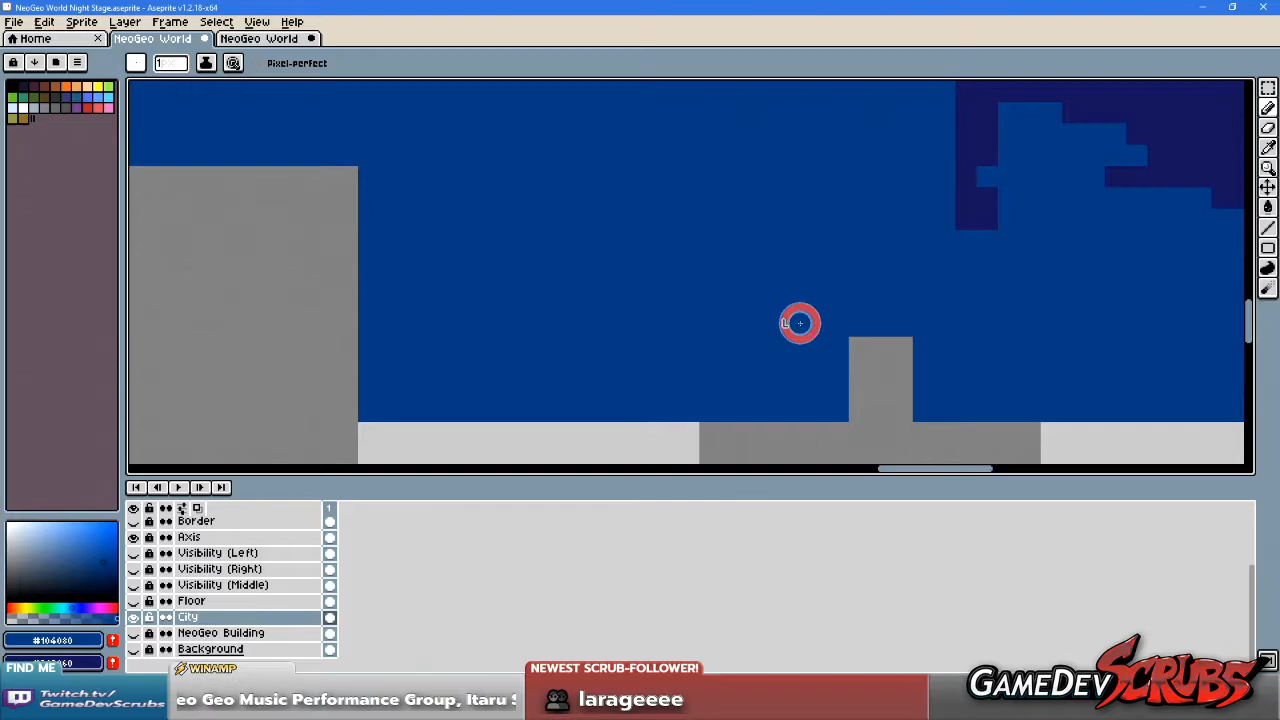 NeoGeo World Night Stage.aseprite - Aseprite v1.2.18-x64
File Edit Sprite Layer Frame Select View Help
Home NeoGeo World NeoGeo World
Pixel-perfect
L
1
Border
Axis
Visibility (Left)
Visibility (Right)
Visibility (Middle)
Floor
City
NeoGeo Building
Background
#104080
FIND ME
Twitch.tv/
GameDevScrubs
WINAMP
eo Geo Music Performance Group, Itaru S
NEWEST SCRUB-FOLLOWER!
larageeee
GAMEDEV SCRUBS